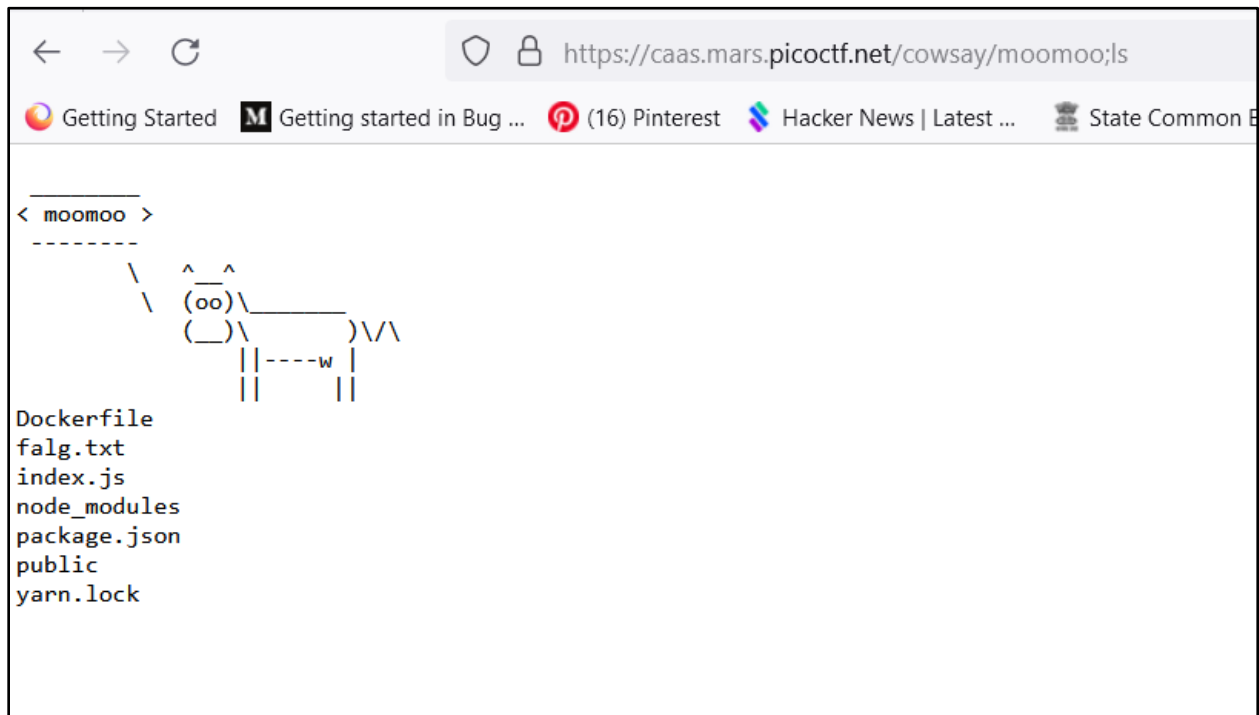 https://caas.mars.picoctf.net/cowsay/moomoo;ls
Getting Started M Getting started in Bug ... (16) Pinterest Hacker News | Latest ... State Common
 ________
< moomoo >
 --------
        \   ^__^
         \  (oo)\_______
            (__)\       )\/\
                ||----w |
                ||     ||
Dockerfile
falg.txt
index.js
node_modules
package.json
public
yarn.lock